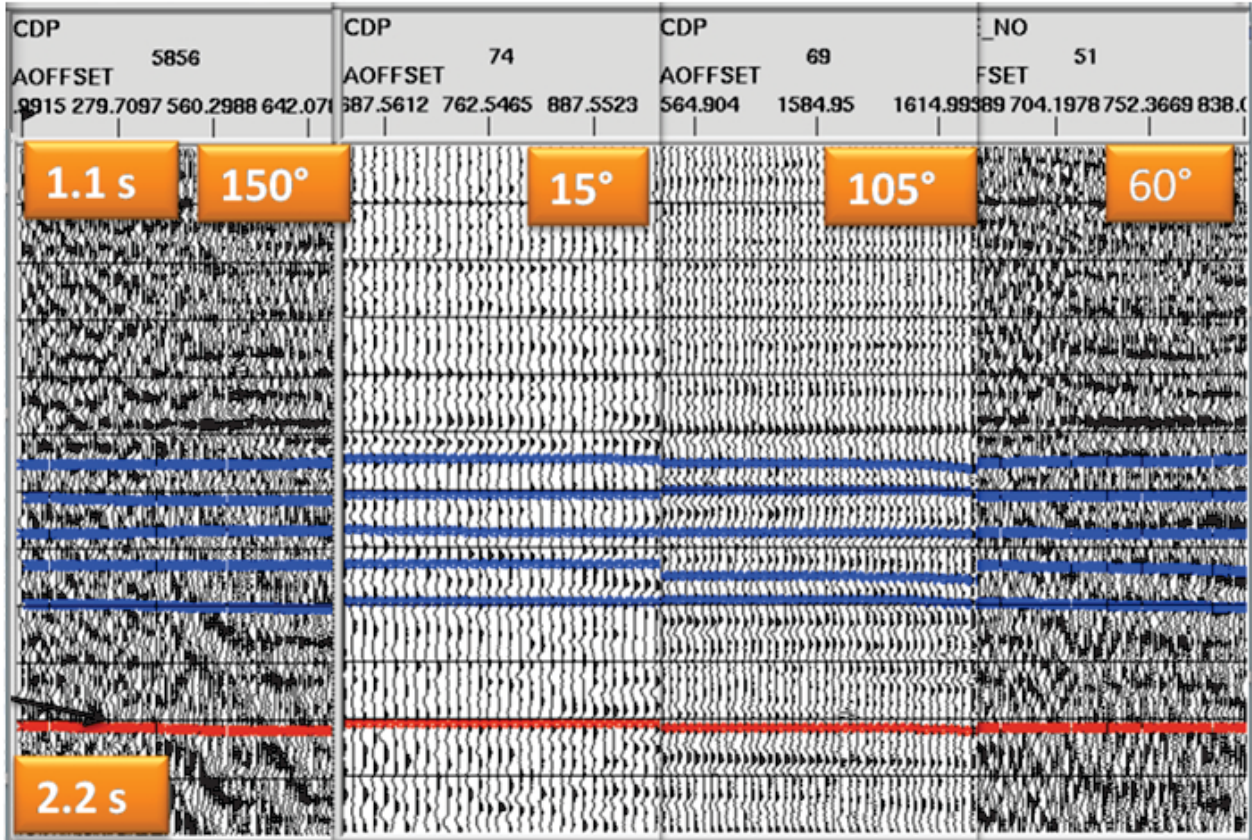 CDP CDP CDP E_NO
5856 74 69 51
AOFFSET AOFFSET AOFFSET FSET
.9915 279.7097 560.2988 642.07 687.5612 762.5465 887.5523 564.904 1584.95 1614.99 704.1978 752.3669 838.0
1.1 s 150° 15° 105° 60°
2.2 s